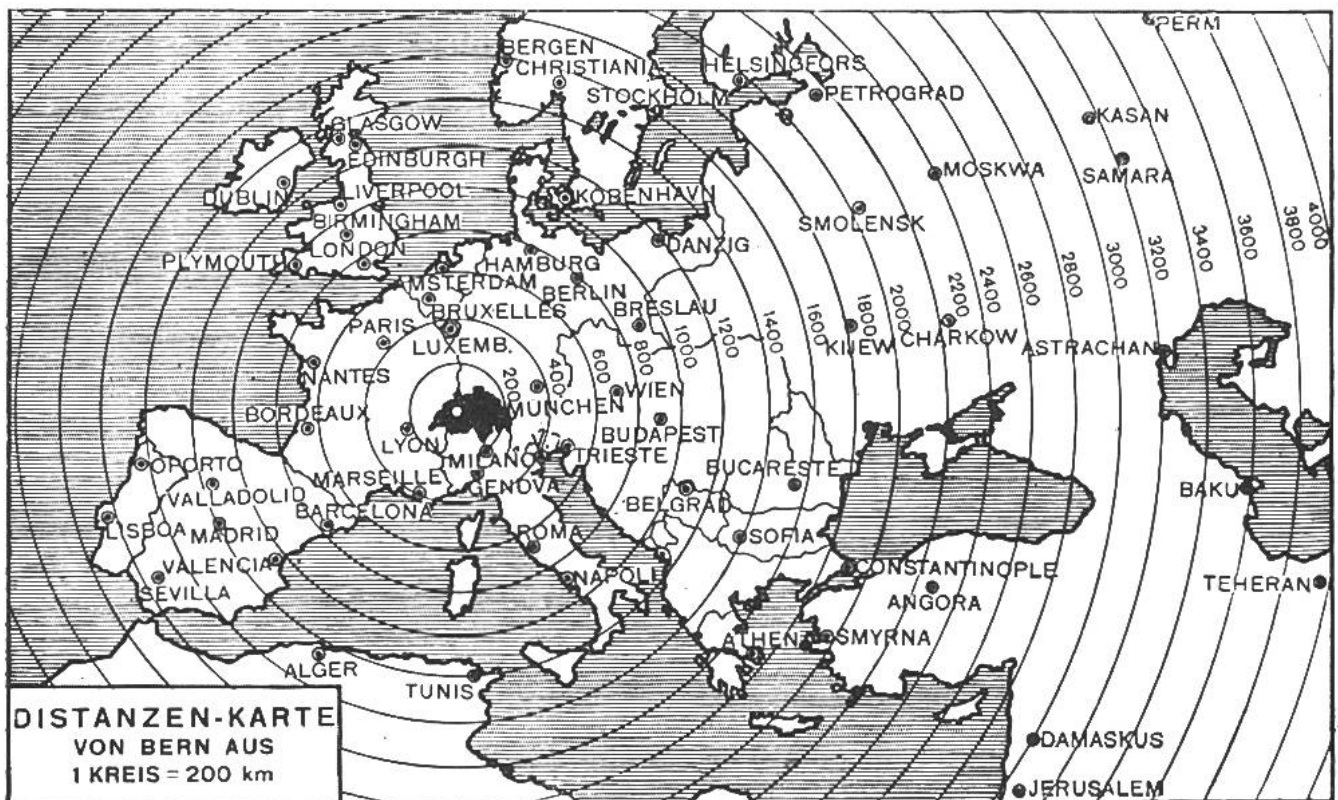 PERM
BERGEN
CHRISTIANIA
HELSINGFORS
STOCKHOLM
PETROGRAD
KASAN
GLASGOW
EDINBURGH
MOSKWA
SAMARA
DUBLIN
LIVERPOOL
KOBENHAVN
BIRMINGHAM
SMOLENSK
LONDON
DANZIG
PLYMOUTH
HAMBURG
AMSTERDAM
BERLIN
BRUXELLES
BRESLAU
PARIS
LUXEMB.
KIJEW
CHARKOW
ASTRACHAN
200
400
600
800
1000
1200
1400
1600
1800
2000
2200
2400
2600
2800
3000
3200
3400
3600
3800
4000
NANTES
WIEN
MÜNCHEN
BORDEAUX
BUDAPEST
LYON
TRIESTE
MILANO
OPORTO
BUCARESTE
MARSEILLE
GENOVA
VALLADOLID
BAKU
BARCELONA
BELGRAD
LISBOA
MADRID
ROMA
SOFIA
VALENCIA
CONSTANTINOPLE
NAPOLE
TEHERAN
SEVILLA
ANGORA
ATHEN
SMYRNA
ALGER
TUNIS
DISTANZEN-KARTE
VON BERN AUS
1 KREIS = 200 km
DAMASKUS
JERUSALEM